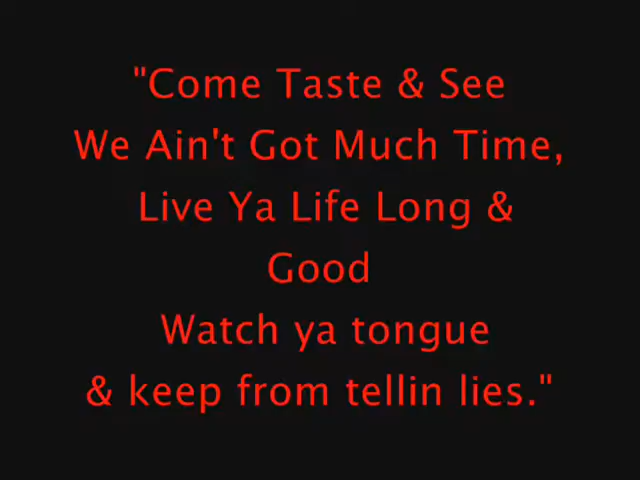 "Come Taste & See
We Ain't Got Much Time,
Live Ya Life Long &
Good
Watch ya tongue
& keep from tellin lies."